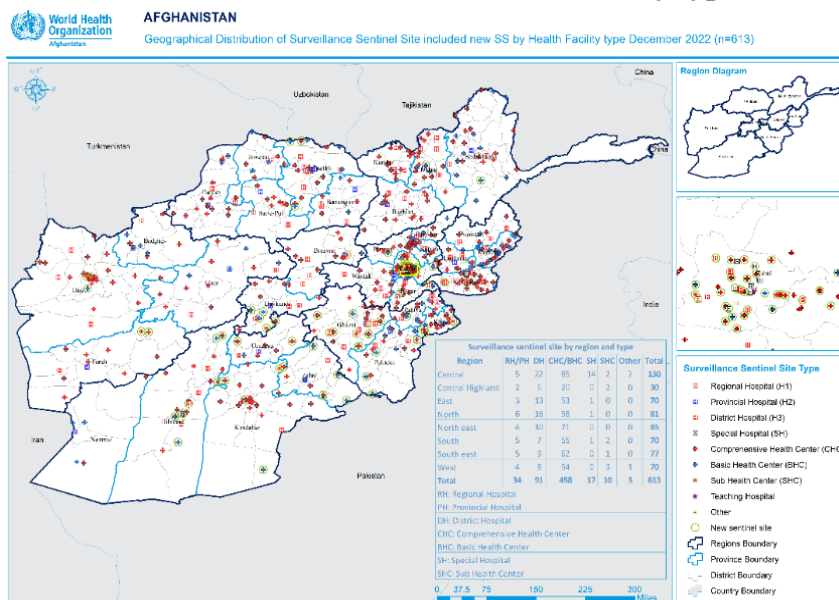 World Health
Organization
Afghanistan
AFGHANISTAN
Geographical Distribution of Surveillance Sentinel Site included new SS by Health Facility type December 2022 (n=613)
China
Uzbekistan
Tajikistan
Turkmenistan
China
India
Iran
Pakistan
Badghis
Ghor
Farah
Nimroz
Kandahar
Samangan
Baghlan
Ghazni
Paktika
Surveillance sentinel site by region and type
Region RH/PH DH CHC/BHC SH SHC Other Total
Central 5 22 85 14 2 2 130
Central Highland 2 6 20 0 2 0 30
East 3 13 53 1 0 0 70
North 6 16 58 1 0 0 81
North east 4 10 71 0 0 0 85
South 5 7 55 1 2 0 70
South east 5 9 62 0 1 0 77
West 4 8 54 0 3 1 70
Total 34 91 458 17 10 3 613
RH: Regional Hospital
PH: Provincial Hospital
DH: District Hospital
CHC: Comprehensive Health Center
BHC: Basic Health Center
SH: Special Hospital
SHC: Sub Health Center
0 37.5 75 150 225 300
Miles
Region Diagram
Surveillance Sentinel Site Type
Regional Hospital (H1)
Provincial Hospital (H2)
District Hospital (H3)
Special Hospital (SH)
Comprehensive Health Center (CHC
Basic Health Center (BHC)
Sub Health Center (SHC)
Teaching Hospital
Other
New sentinel site
Regions Boundary
Province Boundary
District Boundary
Country Boundary